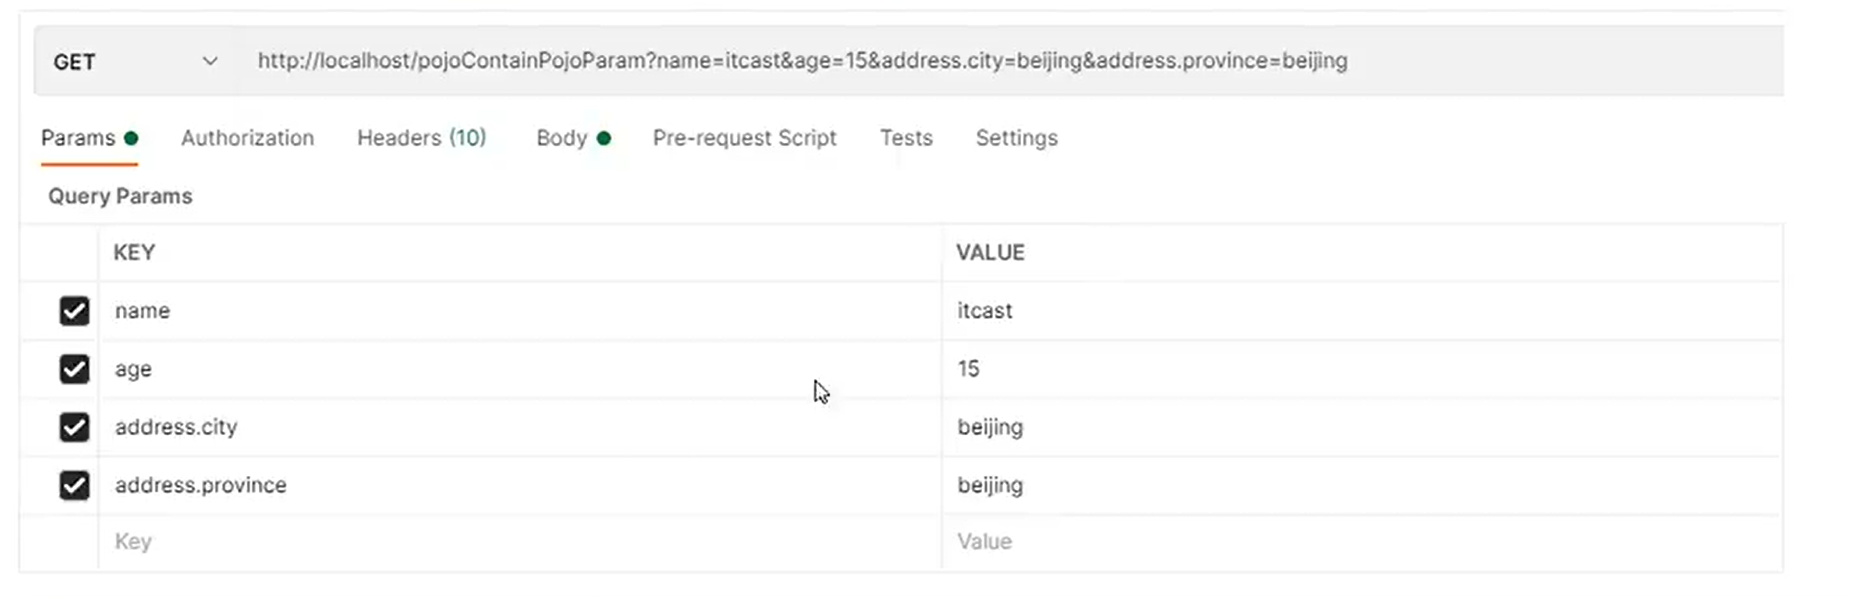 GET http://localhost/pojoContainPojoParam?name=itcast&age=15&address.city=beijing&address.province=beijing
Params Authorization Headers (10) Body Pre-request Script Tests Settings
Query Params
KEY VALUE
name itcast
age 15
address.city beijing
address.province beijing
Key Value